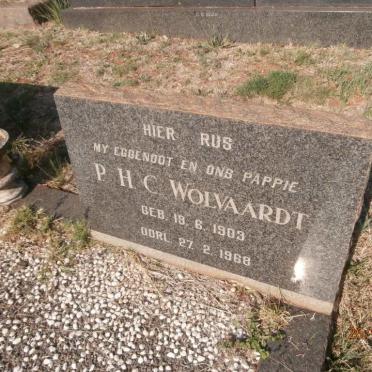 HIER RUS
MY EGGENOOT EN ONS PAPPIE
P H C WOLVAARDT
GEB. 19. 6. 1903
OORL. 27. 2. 1968